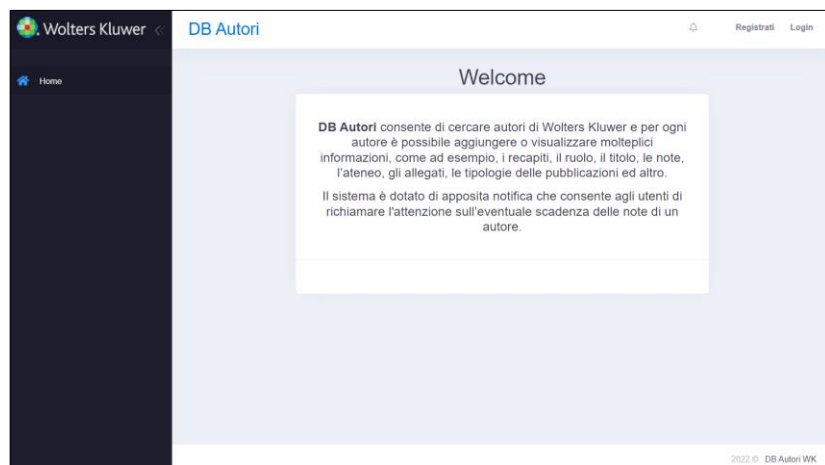 Wolters Kluwer
DB Autori
Registrati Login
Home
Welcome
DB Autori consente di cercare autori di Wolters Kluwer e per ogni
autore è possibile aggiungere o visualizzare molteplici
informazioni, come ad esempio, i recapiti, il ruolo, il titolo, le note,
l'ateneo, gli allegati, le tipologie delle pubblicazioni ed altro.
Il sistema è dotato di apposita notifica che consente agli utenti di
richiamare l'attenzione sull'eventuale scadenza delle note di un
autore.
2022 © DB Autori WK